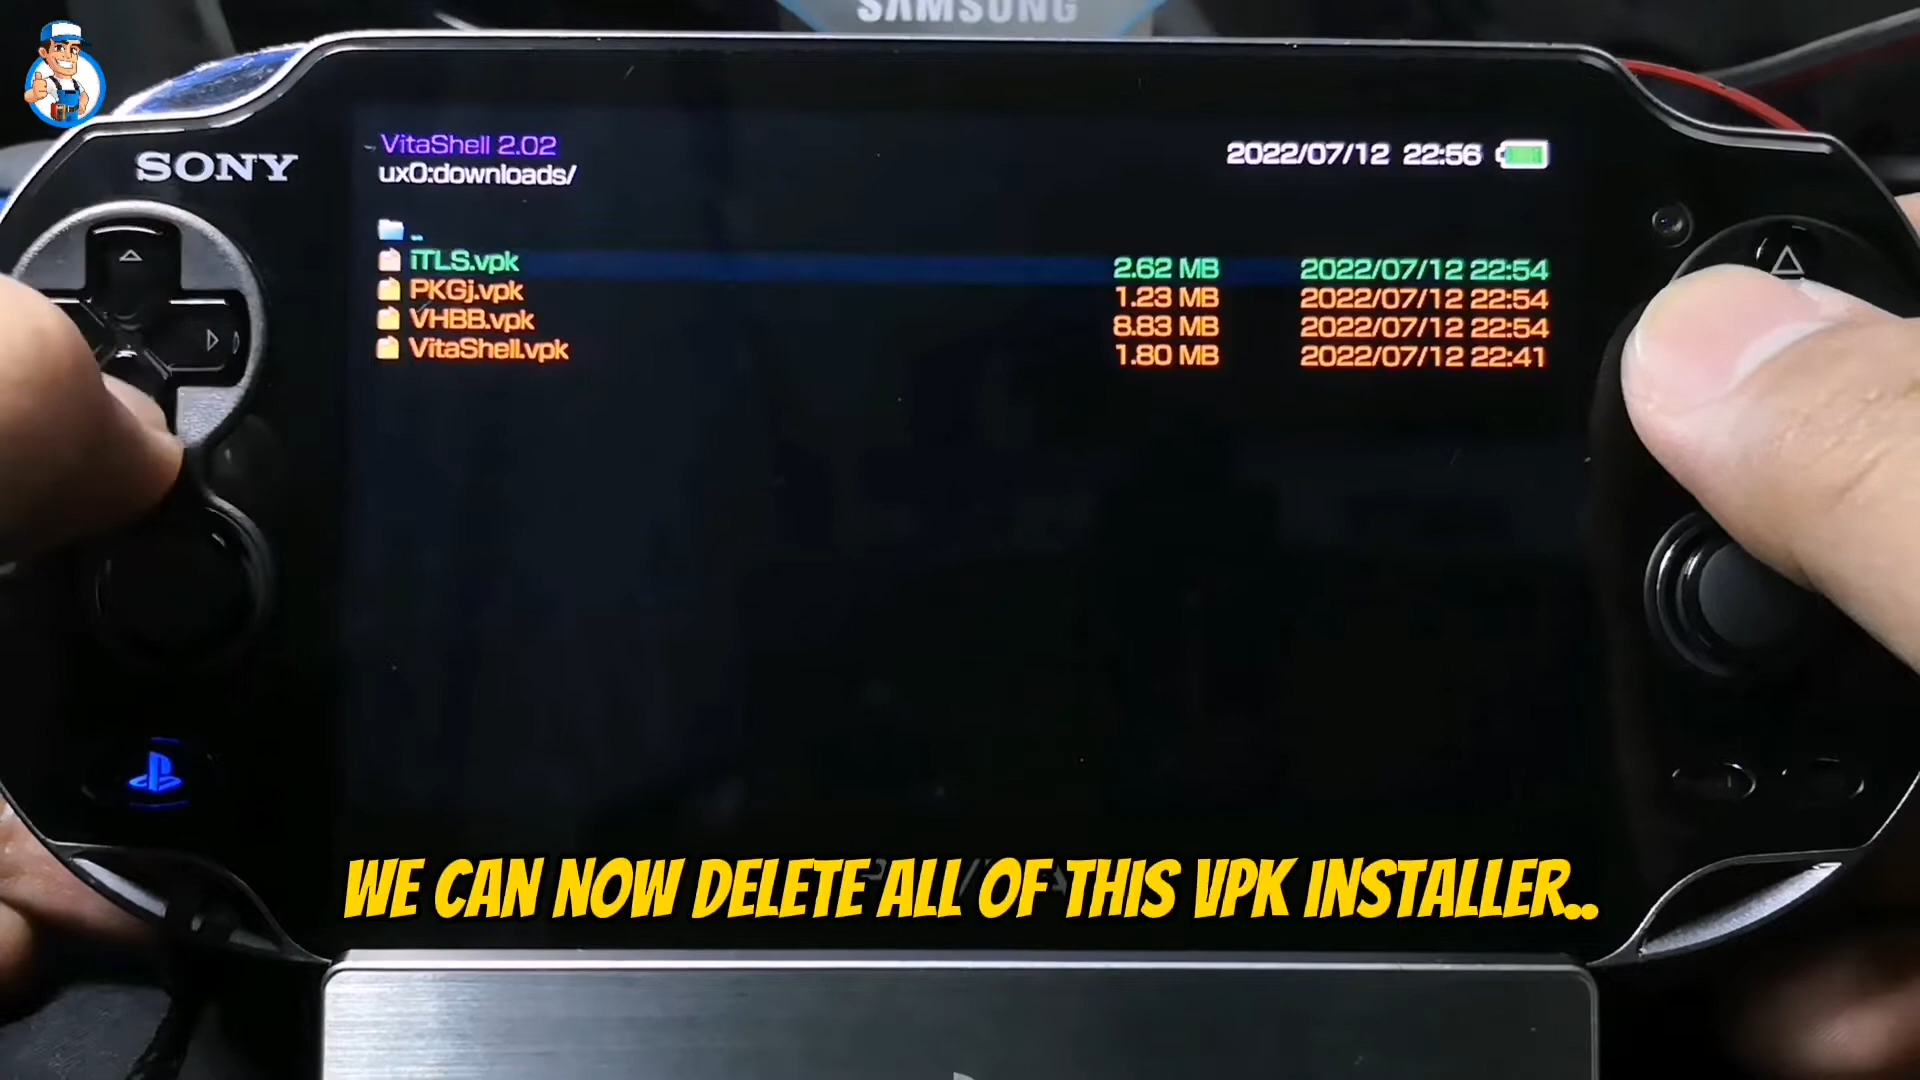 SAMSUNG
SONY
VitaShell 2.02
2022/07/12 22:56
ux0:downloads/
..
iTLS.vpk 2.62 MB 2022/07/12 22:54
PKGj.vpk 1.23 MB 2022/07/12 22:54
VHBB.vpk 8.83 MB 2022/07/12 22:54
VitaShell.vpk 1.80 MB 2022/07/12 22:41
WE CAN NOW DELETE ALL OF THIS VPK INSTALLER..